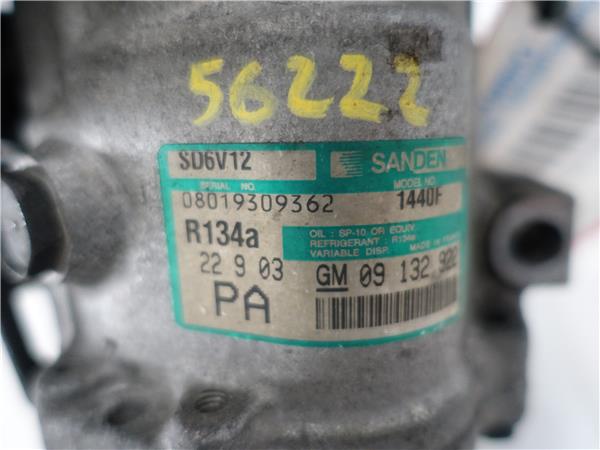 56222
SD6V12
SANDEN
SERIAL NO.
MODEL NO.
08019309362
1440F
R134a
OIL : SP-10 OR EQUIV.
REFRIGERANT : R134a
VARIABLE DISP. MADE IN FRANCE
22 9 03
GM 09 132 922
PA